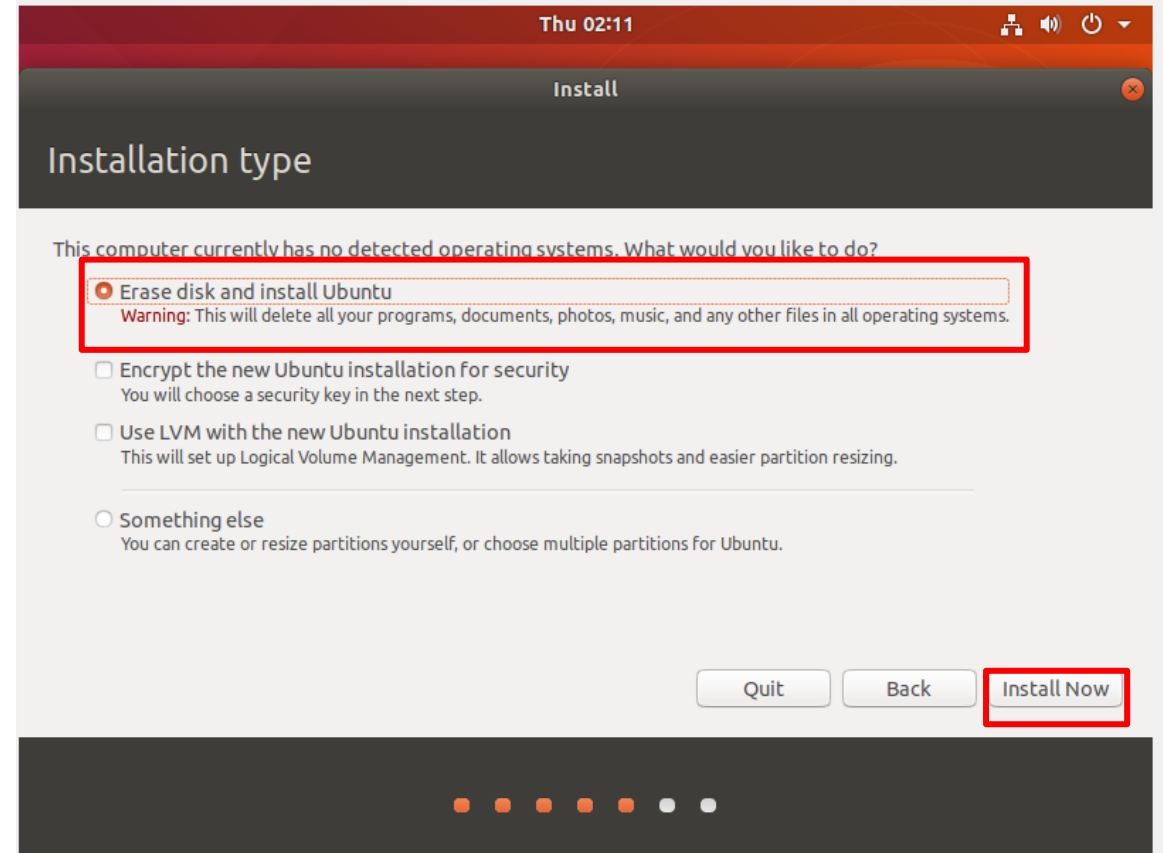 Thu 02:11
Install
Installation type
This computer currently has no detected operating systems. What would you like to do?
Erase disk and install Ubuntu
Warning: This will delete all your programs, documents, photos, music, and any other files in all operating systems.
Encrypt the new Ubuntu installation for security
You will choose a security key in the next step.
Use LVM with the new Ubuntu installation
This will set up Logical Volume Management. It allows taking snapshots and easier partition resizing.
Something else
You can create or resize partitions yourself, or choose multiple partitions for Ubuntu.
Quit Back Install Now